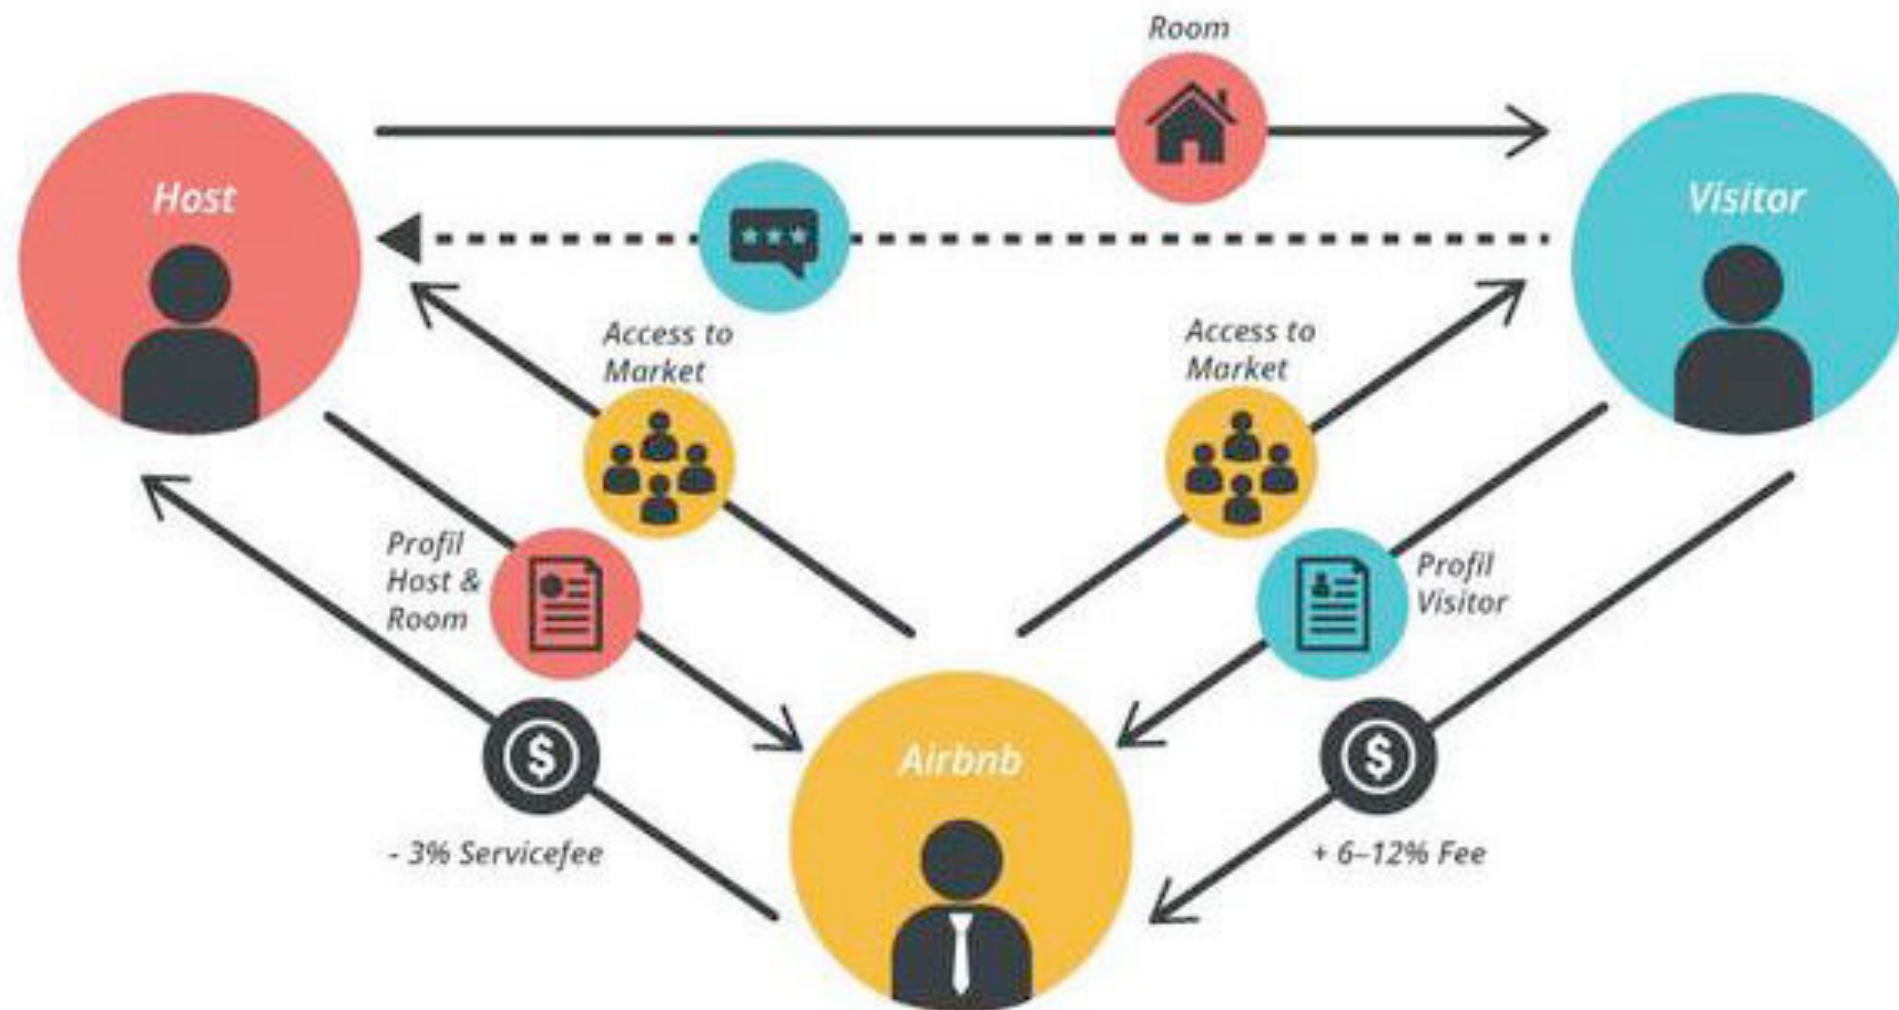 Room
Host
Visitor
Access to
Market
Access to
Market
Profil
Host &
Room
Profil
Visitor
Airbnb
$
$
- 3% Servicefee
+ 6–12% Fee